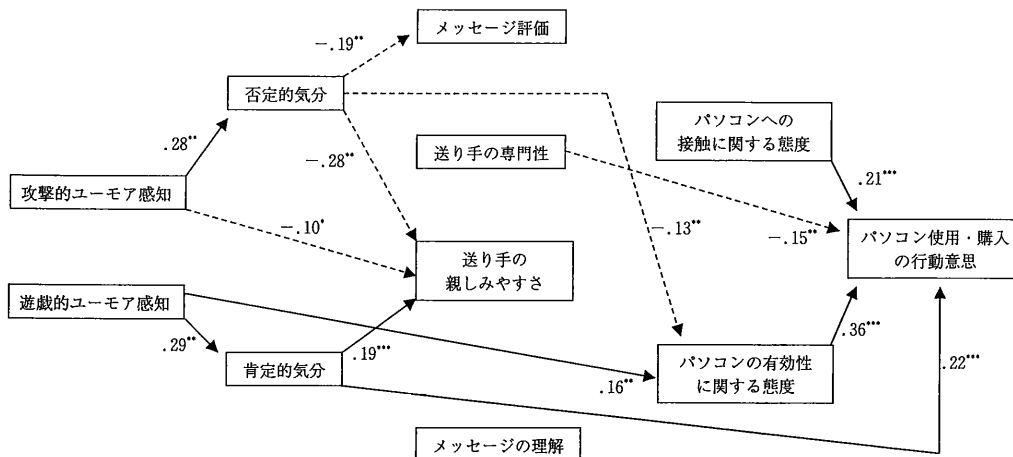 メッセージ評価
−.19**
否定的気分
パソコンへの
接触に関する態度
.28**
−.28**
送り手の専門性
.21***
攻撃的ユーモア感知
−.10*
−.13**
−.15**
パソコン使用・購入
の行動意思
送り手の
親しみやすさ
遊戯的ユーモア感知
.29**
.19***
.36***
肯定的気分
.16**
パソコンの有効性
に関する態度
.22***
メッセージの理解